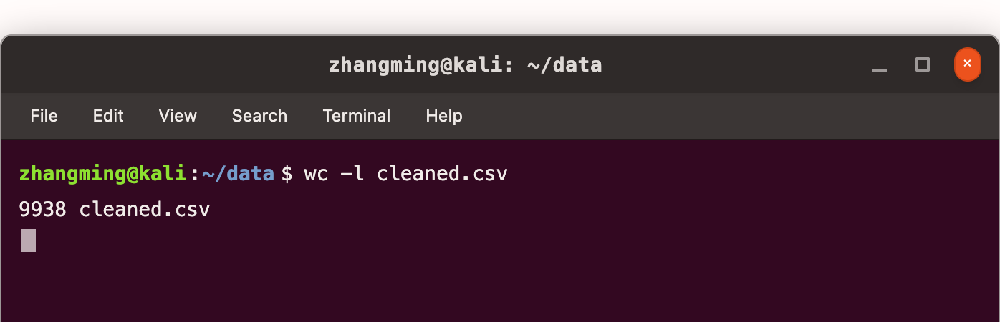 zhangming@kali: ~/data
File Edit View Search Terminal Help
zhangming@kali:~/data $ wc -l cleaned.csv
9938 cleaned.csv